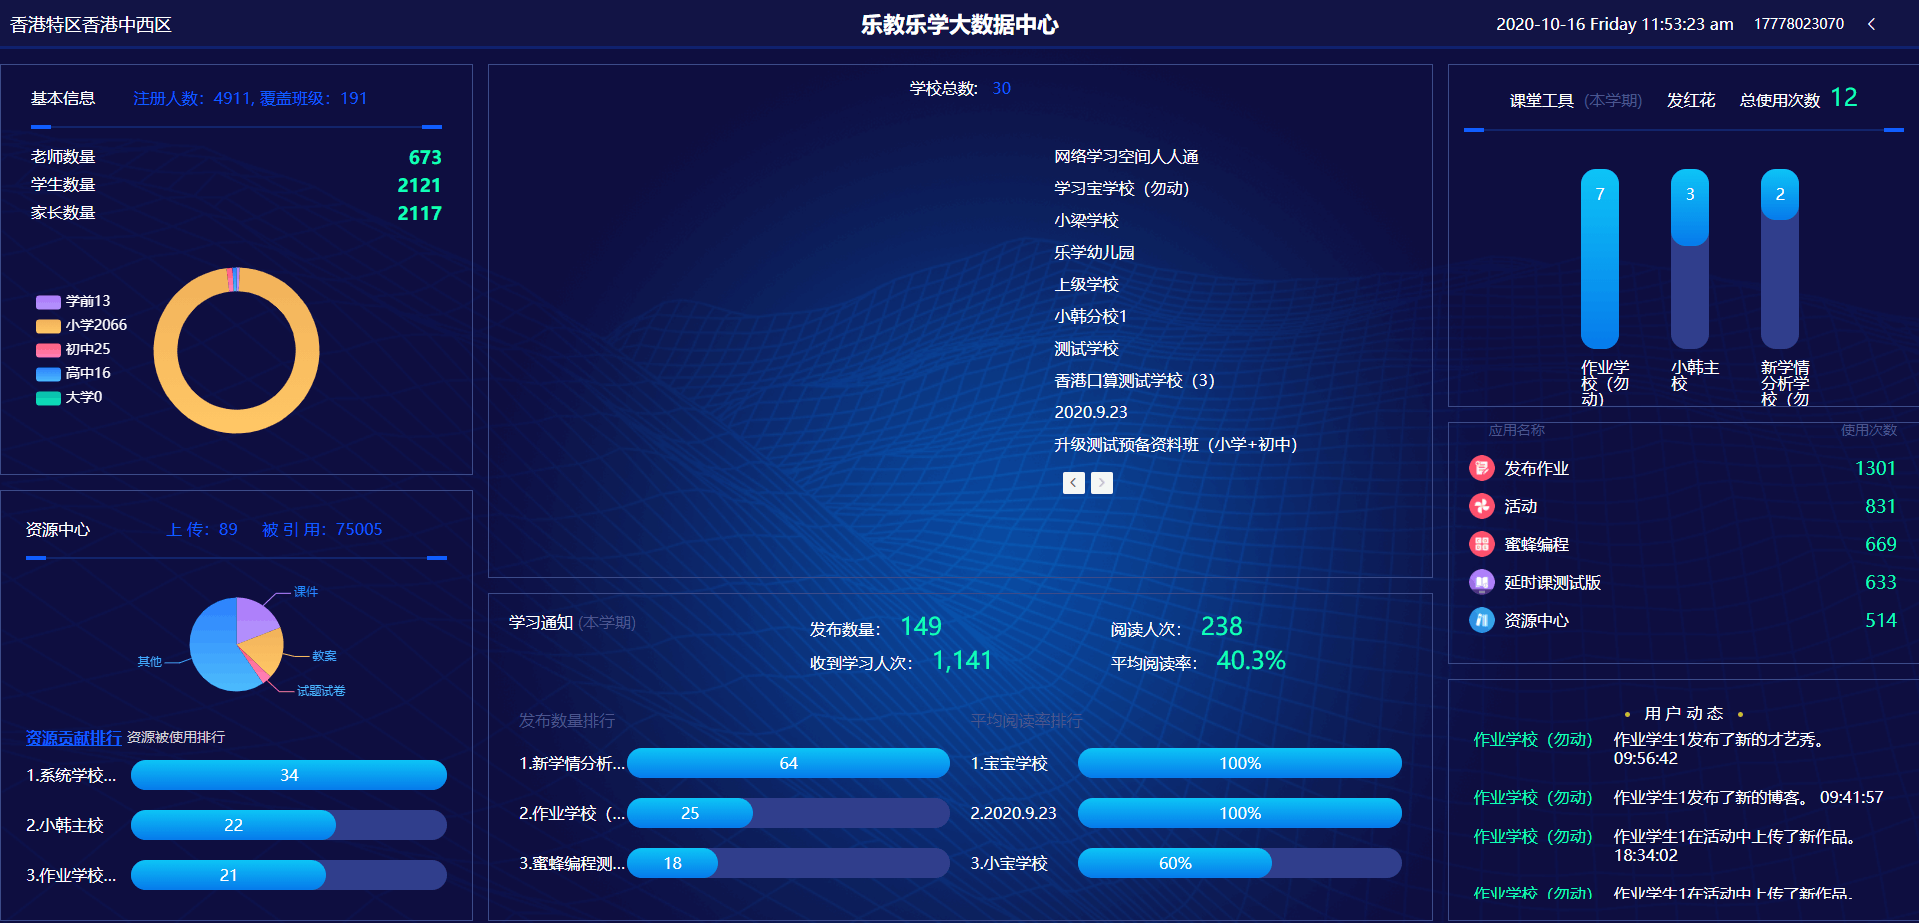 香港特区香港中西区
乐教乐学大数据中心
2020-10-16 Friday 11:53:23 am 17778023070
基本信息 注册人数：4911, 覆盖班级：191
老师数量 673
学生数量 2121
家长数量 2117
学前13
小学2066
初中25
高中16
大学0
资源中心 上 传：89 被 引 用：75005
课件
教案
试题试卷
其他
资源贡献排行 资源被使用排行
1.系统学校... 34
2.小韩主校 22
3.作业学校... 21
学校总数： 30
网络学习空间人人通
学习宝学校（勿动）
小梁学校
乐学幼儿园
上级学校
小韩分校1
测试学校
香港口算测试学校（3）
2020.9.23
升级测试预备资料班（小学+初中）
学习通知 (本学期)
发布数量： 149
阅读人次： 238
收到学习人次： 1,141
平均阅读率： 40.3%
发布数量排行
1.新学情分析... 64
2.作业学校（... 25
3.蜜蜂编程测... 18
平均阅读率排行
1.宝宝学校 100%
2.2020.9.23 100%
3.小宝学校 60%
课堂工具 (本学期) 发红花 总使用次数 12
7
3
2
作业学
校（勿
动）
小韩主
校
新学情
分析学
校（勿
应用名称 使用次数
发布作业 1301
活动 831
蜜蜂编程 669
延时课测试版 633
资源中心 514
用 户 动 态
作业学校（勿动） 作业学生1发布了新的才艺秀。
09:56:42
作业学校（勿动） 作业学生1发布了新的博客。 09:41:57
作业学校（勿动） 作业学生1在活动中上传了新作品。
18:34:02
作业学校（勿动） 作业学生1在活动中上传了新作品。